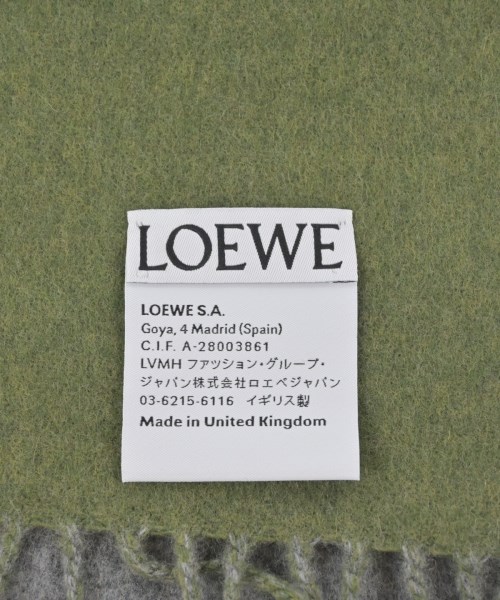 LOEWE
LOEWE S.A.
Goya, 4 Madrid (Spain)
C.I.F. A-28003861
LVMH ファッション・グループ・
ジャパン株式会社ロエベジャパン
03-6215-6116 イギリス製
Made in United Kingdom